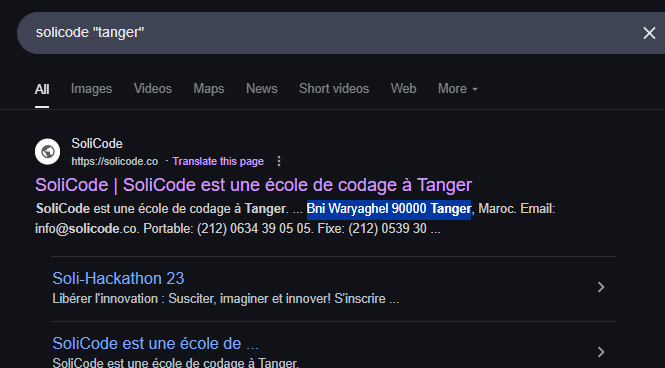 solicode "tanger"
All Images Videos Maps News Short videos Web More
SoliCode
https://solicode.co · Translate this page
SoliCode | SoliCode est une école de codage à Tanger
SoliCode est une école de codage à Tanger. ... Bni Waryaghel 90000 Tanger, Maroc. Email:
info@solicode.co. Portable: (212) 0634 39 05 05. Fixe: (212) 0539 30 ...
Soli-Hackathon 23
Libérer l'innovation : Susciter, imaginer et innover! S'inscrire ...
SoliCode est une école de ...
SoliCode est une école de codage à Tanger.